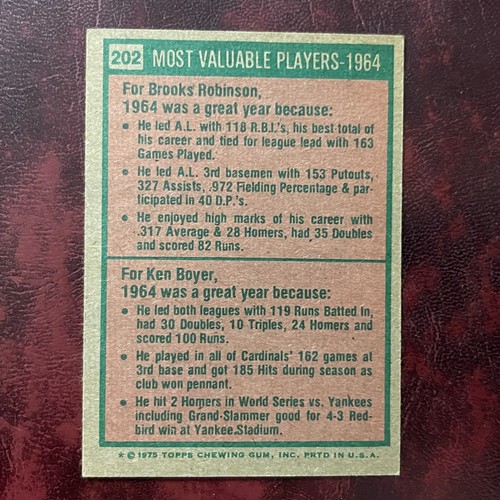 202 MOST VALUABLE PLAYERS-1964
For Brooks Robinson,
1964 was a great year because:
● He led A.L. with 118 R.B.I.'s, his best total of
his career and tied for league lead with 163
Games Played.
● He led A.L. 3rd basemen with 153 Putouts,
327 Assists, .972 Fielding Percentage & par-
ticipated in 40 D.P.'s.
● He enjoyed high marks of his career with
.317 Average & 28 Homers, had 35 Doubles
and scored 82 Runs.
For Ken Boyer,
1964 was a great year because:
● He led both leagues with 119 Runs Batted In,
had 30 Doubles, 10 Triples, 24 Homers and
scored 100 Runs.
● He played in all of Cardinals' 162 games at
3rd base and got 185 Hits during season as
club won pennant.
● He hit 2 Homers in World Series vs. Yankees
including Grand-Slammer good for 4-3 Red-
bird win at Yankee Stadium.
* © 1975 TOPPS CHEWING GUM, INC. PRTD IN U.S.A.